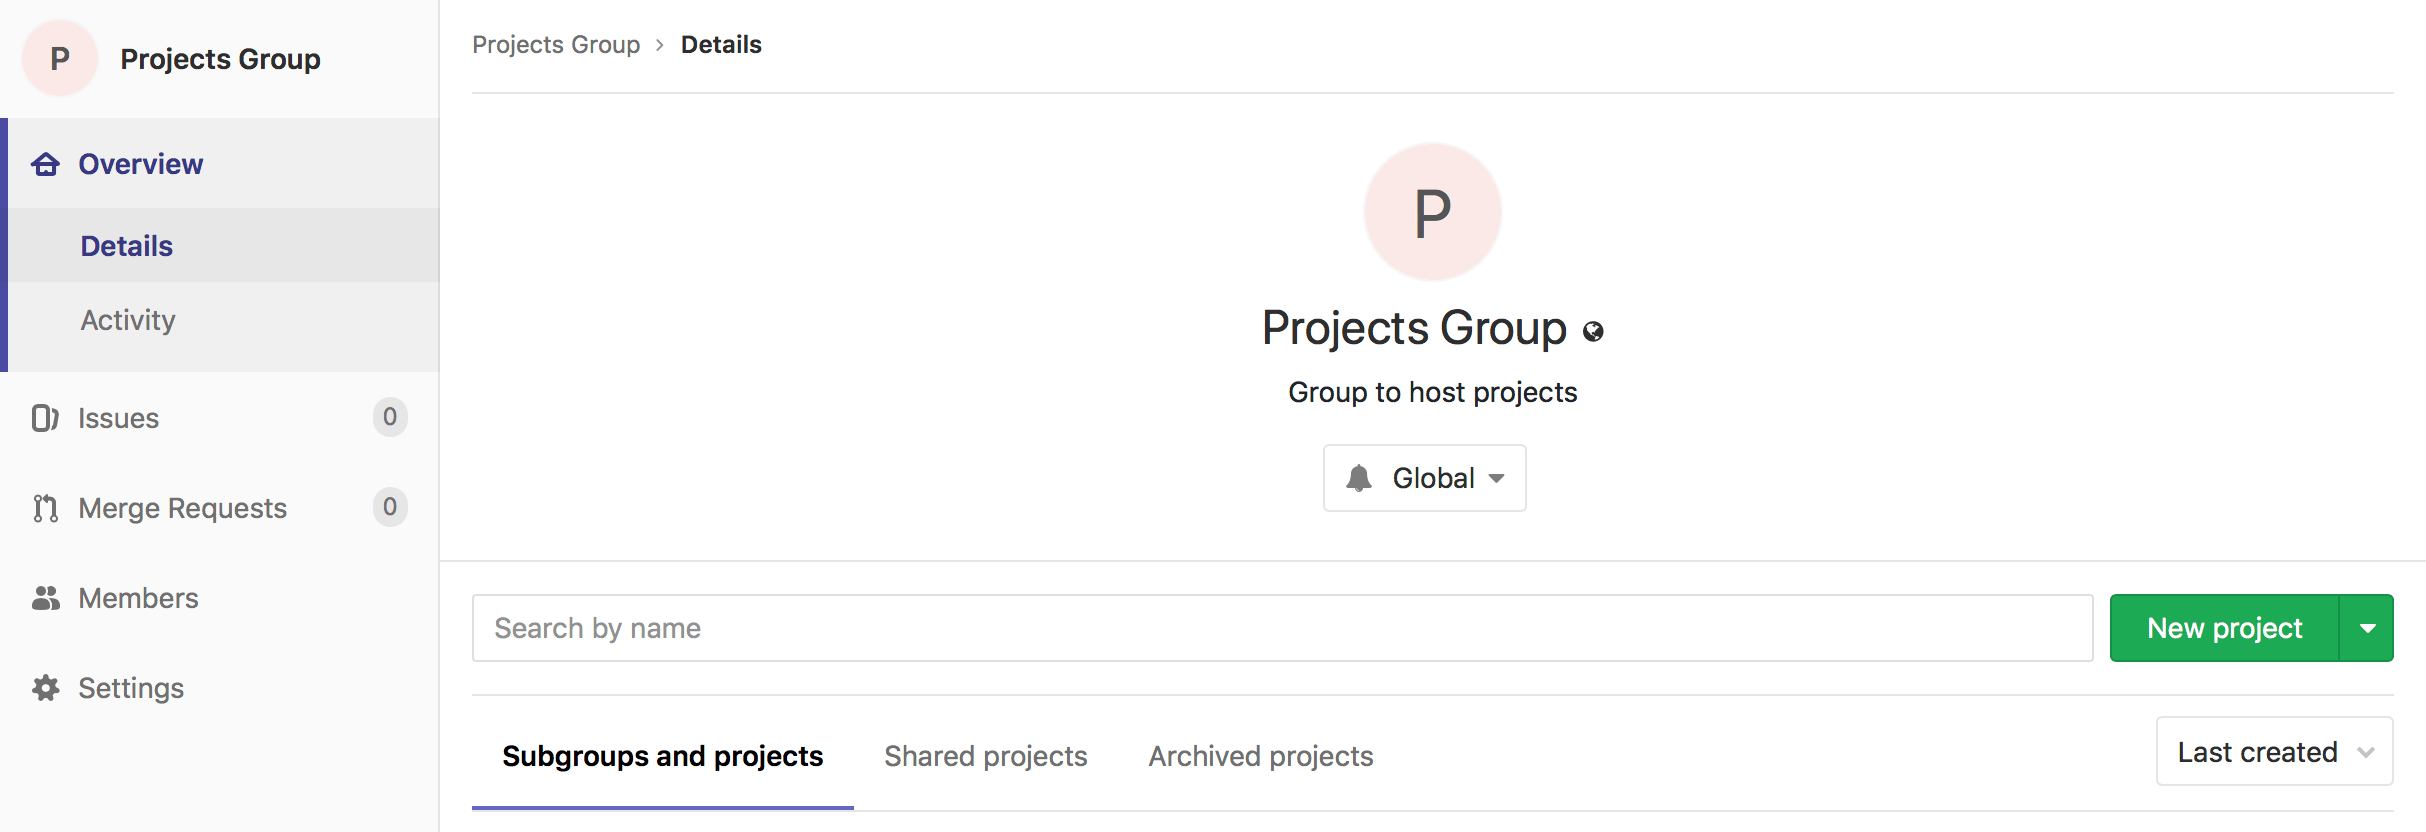 P Projects Group
Overview
Details
Activity
Issues 0
Merge Requests 0
Members
Settings
Projects Group › Details
P
Projects Group
Group to host projects
Global
Search by name
New project
Subgroups and projects Shared projects Archived projects
Last created